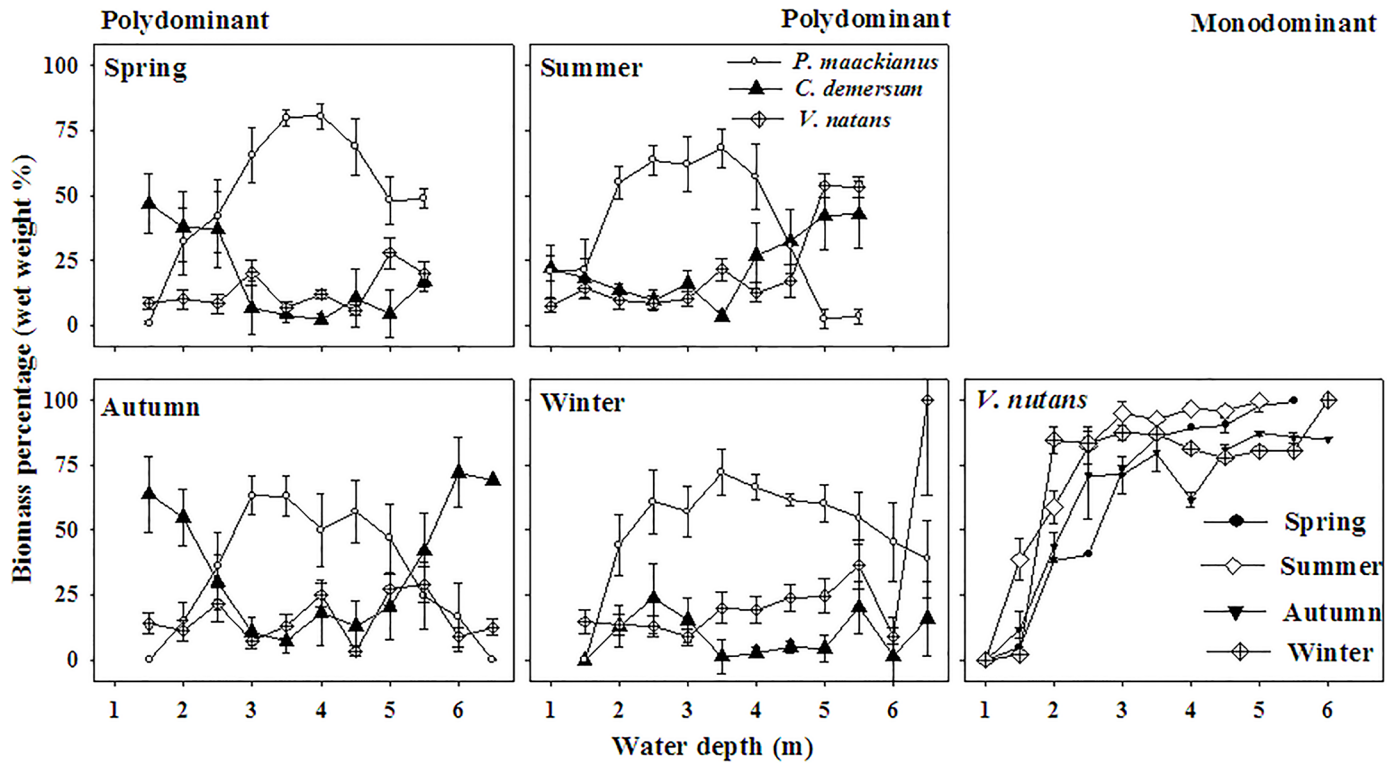 Polydominant
Polydominant
Monodominant
Biomass percentage (wet weight %)
Spring
100
75
50
25
0
Summer
P. maackianus
C. demersum
V. natans
Autumn
100
75
50
25
0
1 2 3 4 5 6
Winter
1 2 3 4 5 6
V. nutans
Spring
Summer
Autumn
Winter
1 2 3 4 5 6
Water depth (m)